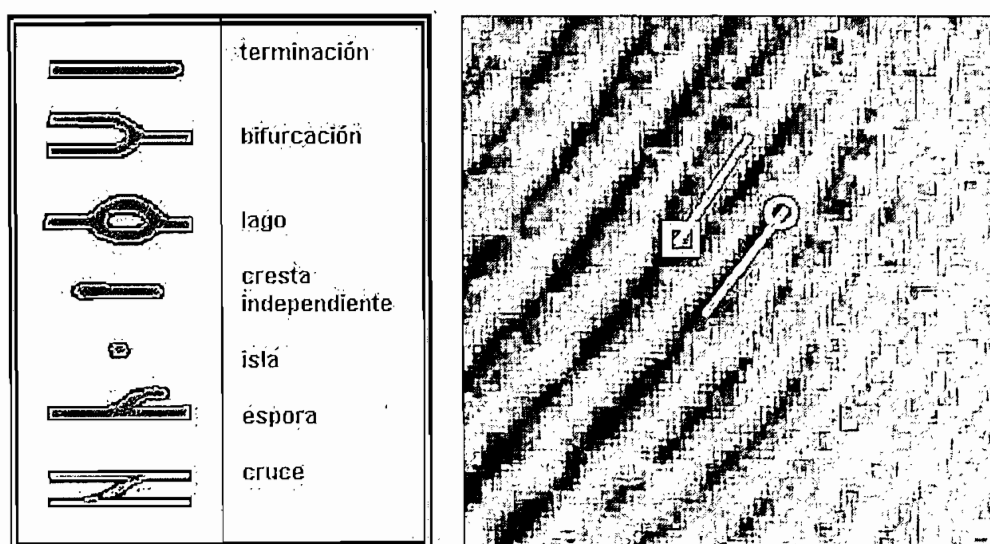 terminación
bifurcación
lago
cresta
independiente
isla
espora
cruce